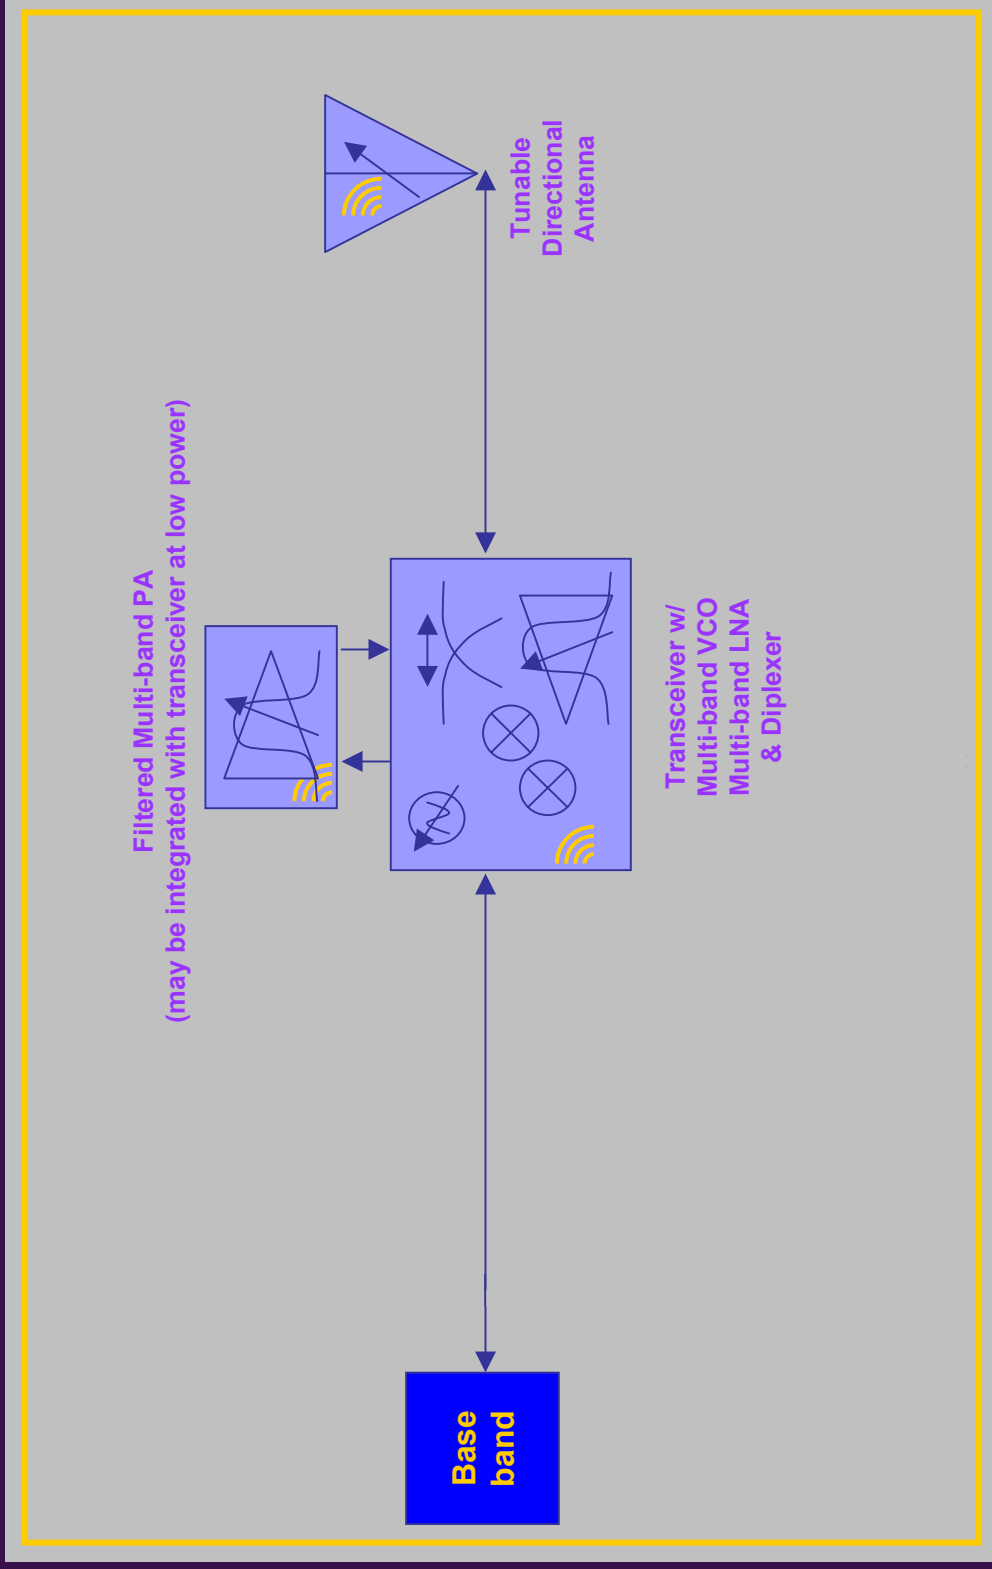 Filtered Multi-band PA
(may be integrated with transceiver at low power)
Base
band
Transceiver w/
Multi-band VCO
Multi-band LNA
& Diplexer
Tunable
Directional
Antenna